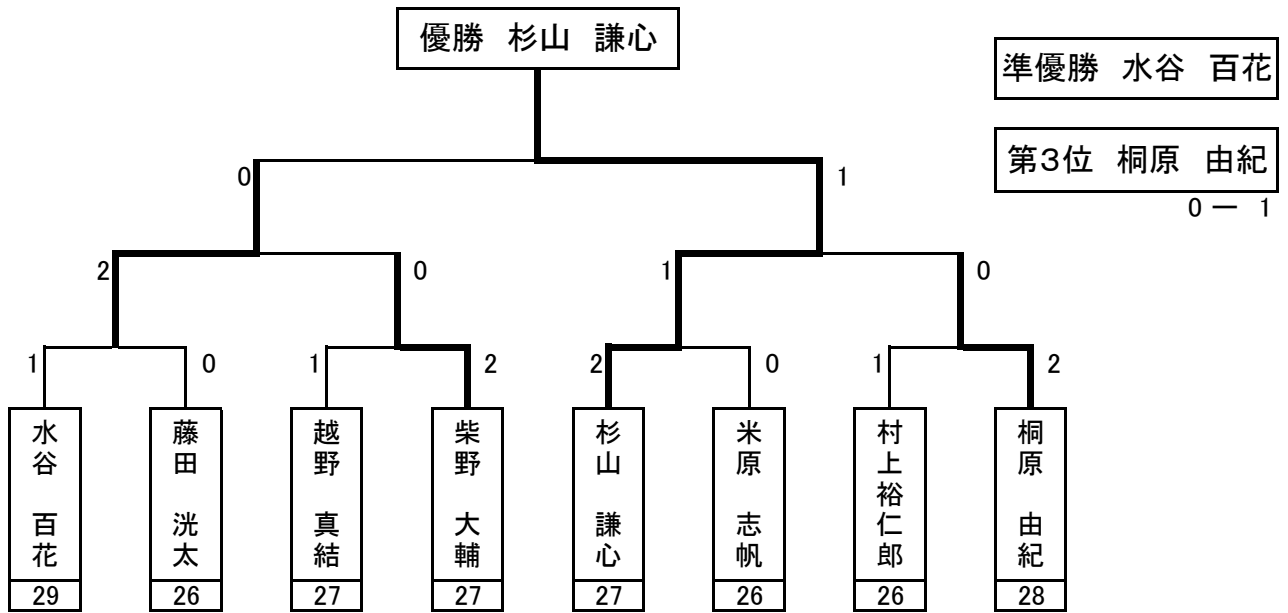 優勝　杉山　謙心
準優勝　水谷　百花
第3位　桐原　由紀
0 ー 1
0
1
2
0
1
0
1
0
1
2
2
0
1
2
水谷　百花
藤田　洸太
越野　真結
柴野　大輔
杉山　謙心
米原　志帆
村上裕仁郎
桐原　由紀
29
26
27
27
27
26
26
28